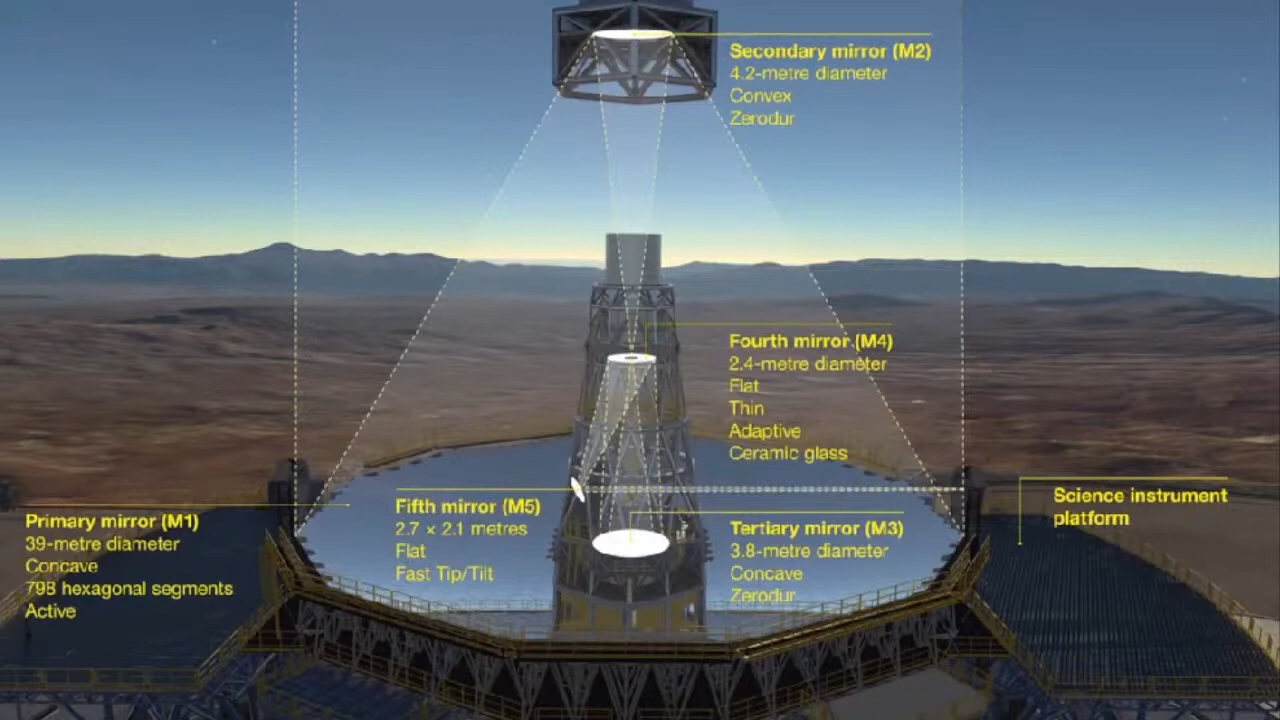 Secondary mirror (M2)
4.2-metre diameter
Convex
Zerodur
Fourth mirror (M4)
2.4-metre diameter
Flat
Thin
Adaptive
Ceramic glass
Fifth mirror (M5)
2.7 × 2.1 metres
Flat
Fast Tip/Tilt
Tertiary mirror (M3)
3.8-metre diameter
Concave
Zerodur
Science instrument
platform
Primary mirror (M1)
39-metre diameter
Concave
798 hexagonal segments
Active